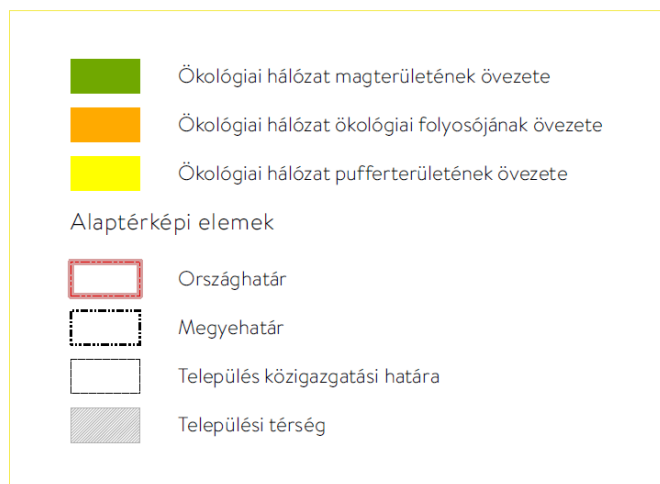 Ökológiai hálózat magterületének övezete
Ökológiai hálózat ökológiai folyosójának övezete
Ökológiai hálózat pufferterületének övezete
Alaptérképi elemek
Országhatár
Megyehatár
Település közigazgatási határa
Települési térség